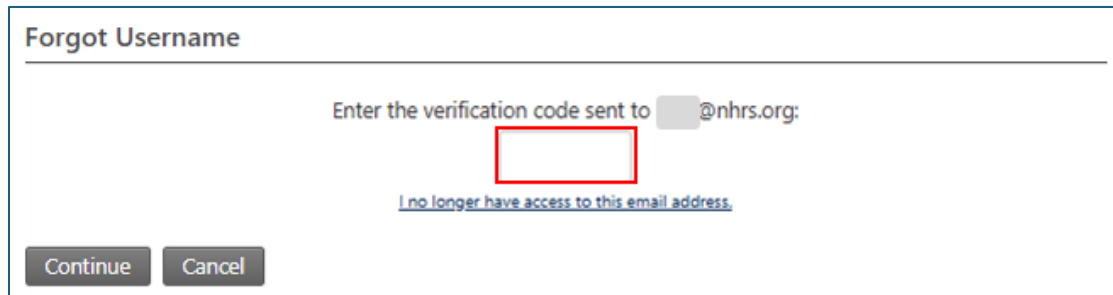 Forgot Username
Enter the verification code sent to @nhrs.org:
I no longer have access to this email address.
Continue Cancel